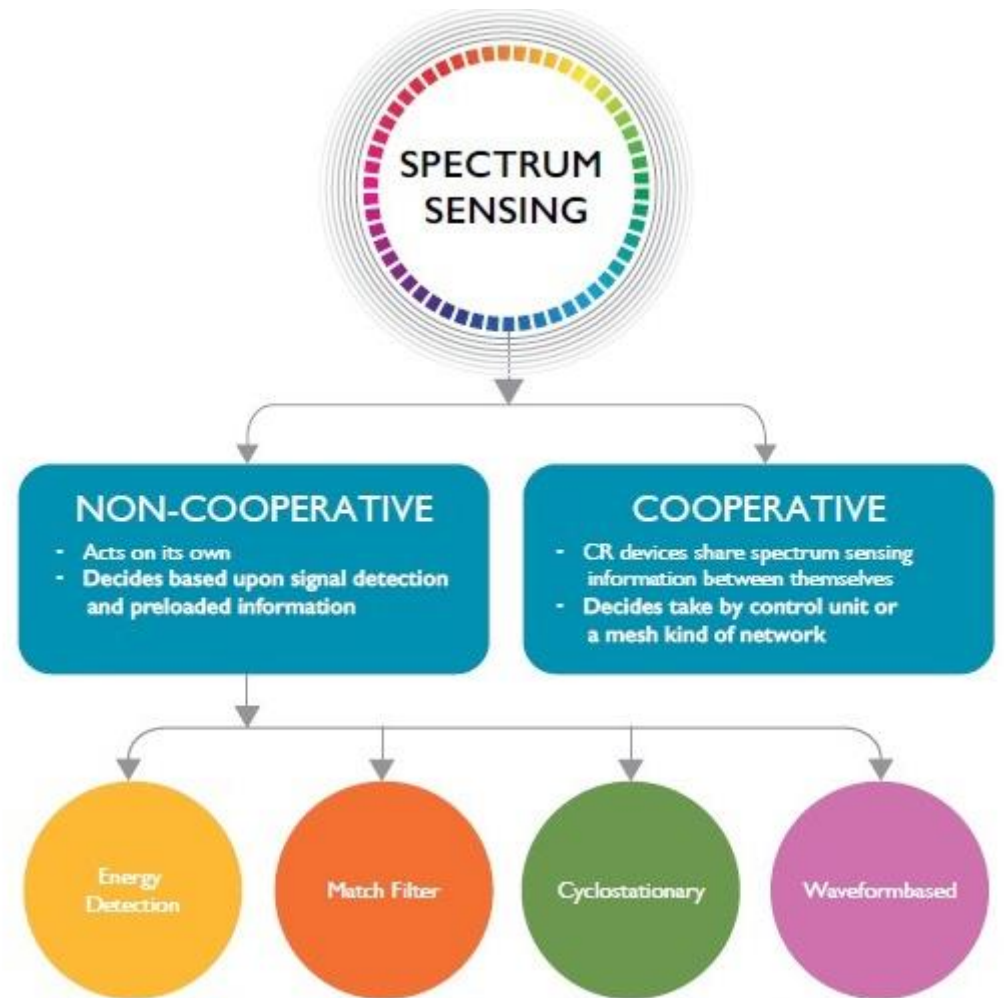 SPECTRUM
SENSING
NON-COOPERATIVE
- Acts on its own
- Decides based upon signal detection
and preloaded information
COOPERATIVE
- CR devices share spectrum sensing
information between themselves
- Decides take by control unit or
a mesh kind of network
Energy
Detection
Match Filter
Cyclostationary
Waveformbased